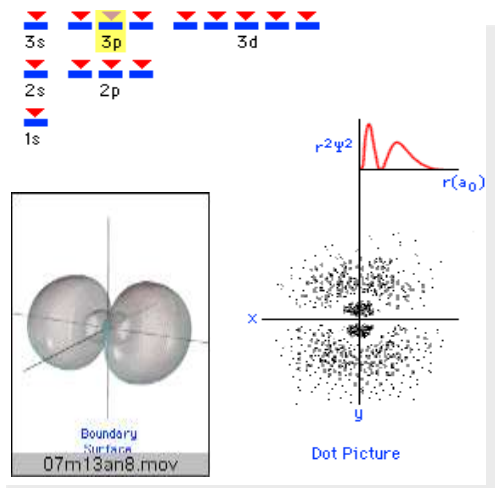 3s 3p 3d
2s 2p
1s
r²Ψ²
r(a₀)
x
y
Boundary
Surface
07m13an8.mov
Dot Picture